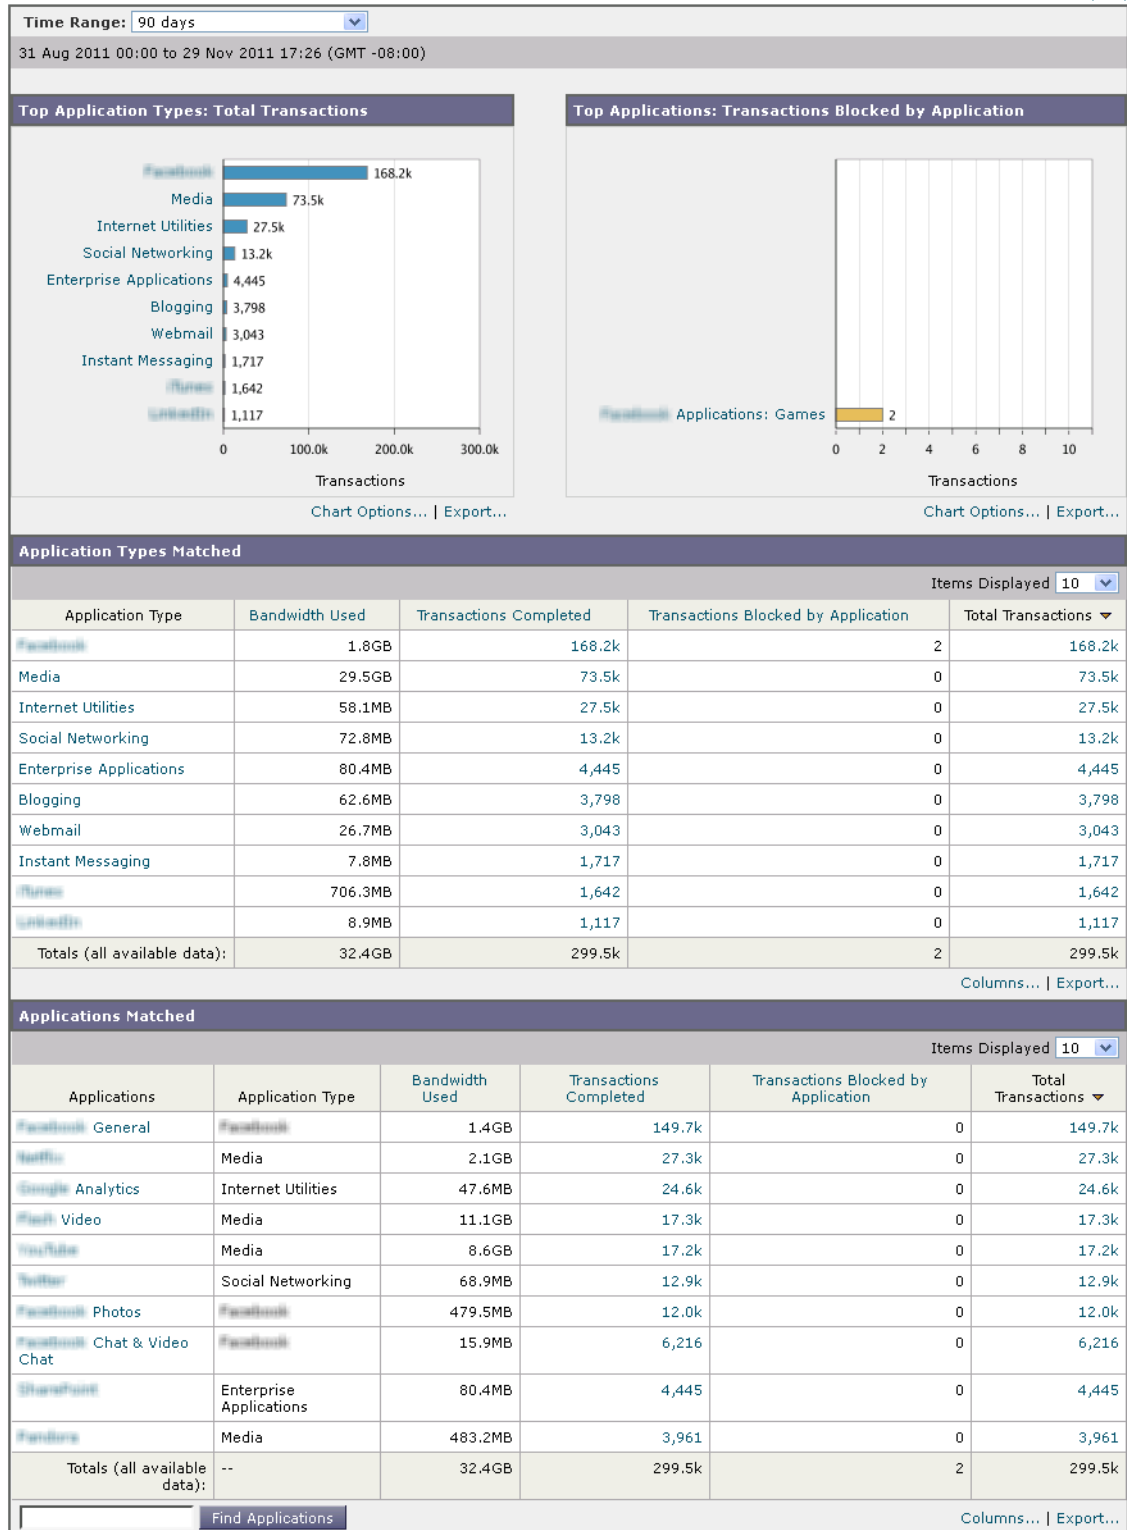 Time Range: 90 days
31 Aug 2011 00:00 to 29 Nov 2011 17:26 (GMT -08:00)
Top Application Types: Total Transactions
168.2k
Media 73.5k
Internet Utilities 27.5k
Social Networking 13.2k
Enterprise Applications 4,445
Blogging 3,798
Webmail 3,043
Instant Messaging 1,717
1,642
1,117
0 100.0k 200.0k 300.0k
Transactions
Chart Options... | Export...
Top Applications: Transactions Blocked by Application
Applications: Games 2
0 2 4 6 8 10
Transactions
Chart Options... | Export...
Application Types Matched
Items Displayed 10
Application Type Bandwidth Used Transactions Completed Transactions Blocked by Application Total Transactions
1.8GB 168.2k 2 168.2k
Media 29.5GB 73.5k 0 73.5k
Internet Utilities 58.1MB 27.5k 0 27.5k
Social Networking 72.8MB 13.2k 0 13.2k
Enterprise Applications 80.4MB 4,445 0 4,445
Blogging 62.6MB 3,798 0 3,798
Webmail 26.7MB 3,043 0 3,043
Instant Messaging 7.8MB 1,717 0 1,717
706.3MB 1,642 0 1,642
8.9MB 1,117 0 1,117
Totals (all available data): 32.4GB 299.5k 2 299.5k
Columns... | Export...
Applications Matched
Items Displayed 10
Applications Application Type Bandwidth Used Transactions Completed Transactions Blocked by Application Total Transactions
General 1.4GB 149.7k 0 149.7k
Media 2.1GB 27.3k 0 27.3k
Analytics Internet Utilities 47.6MB 24.6k 0 24.6k
Video Media 11.1GB 17.3k 0 17.3k
Media 8.6GB 17.2k 0 17.2k
Social Networking 68.9MB 12.9k 0 12.9k
Photos 479.5MB 12.0k 0 12.0k
Chat & Video Chat 15.9MB 6,216 0 6,216
Enterprise Applications 80.4MB 4,445 0 4,445
Media 483.2MB 3,961 0 3,961
Totals (all available data): -- 32.4GB 299.5k 2 299.5k
Find Applications
Columns... | Export...